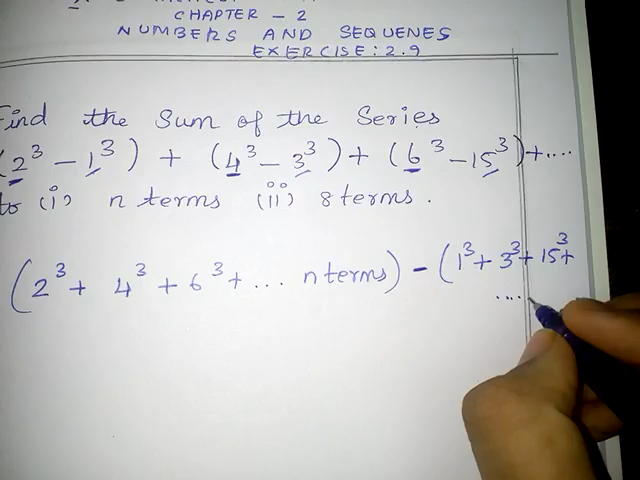 CHAPTER - 2
NUMBERS AND SEQUENES
EXERCISE: 2.9
Find the Sum of the Series
(2³ - 1³) + (4³ - 3³) + (6³ - 15³) + ....
to (i) n terms (ii) 8 terms.
(2³ + 4³ + 6³ + ... n terms) - (1³ + 3³ + 15³ +
....